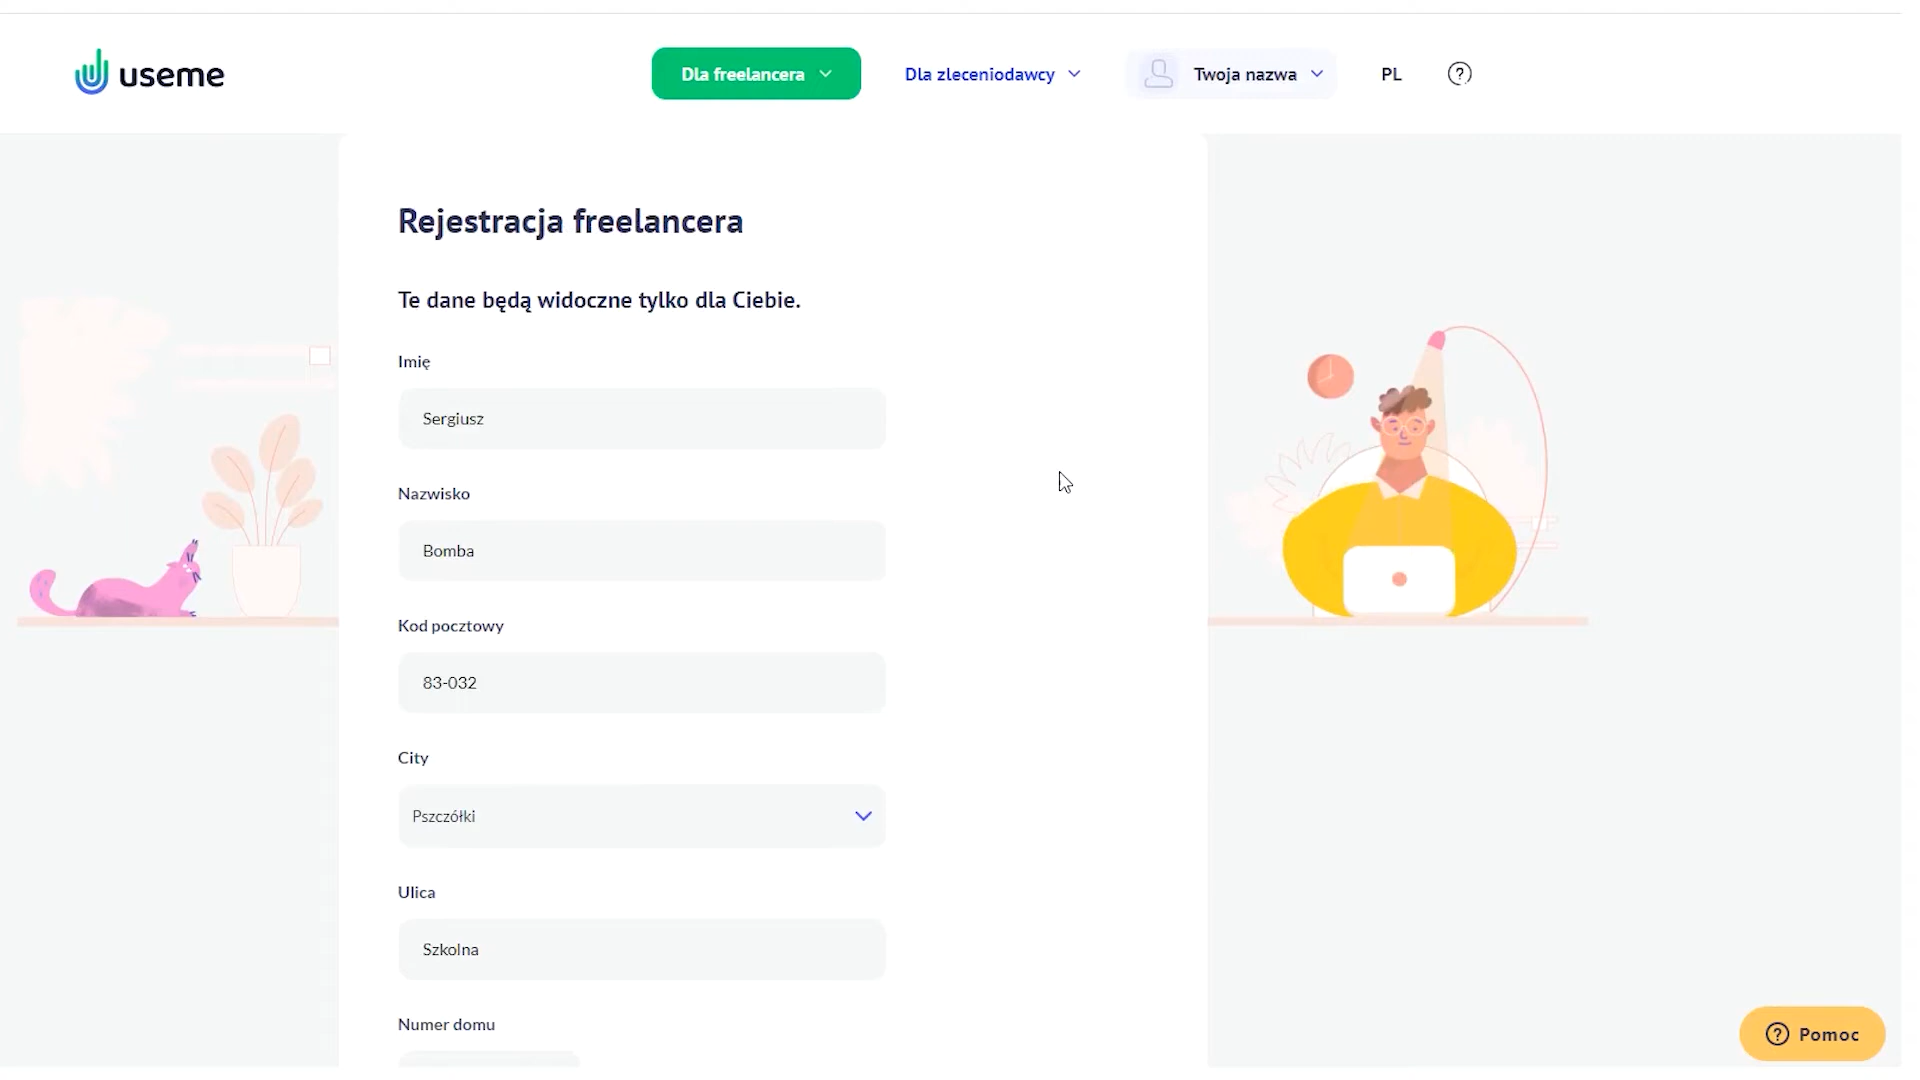 useme
Dla freelancera
Dla zleceniodawcy
Twoja nazwa
PL
?
Rejestracja freelancera
Te dane będą widoczne tylko dla Ciebie.
Imię
Sergiusz
Nazwisko
Bomba
Kod pocztowy
83-032
City
Pszczółki
Ulica
Szkolna
Numer domu
? Pomoc